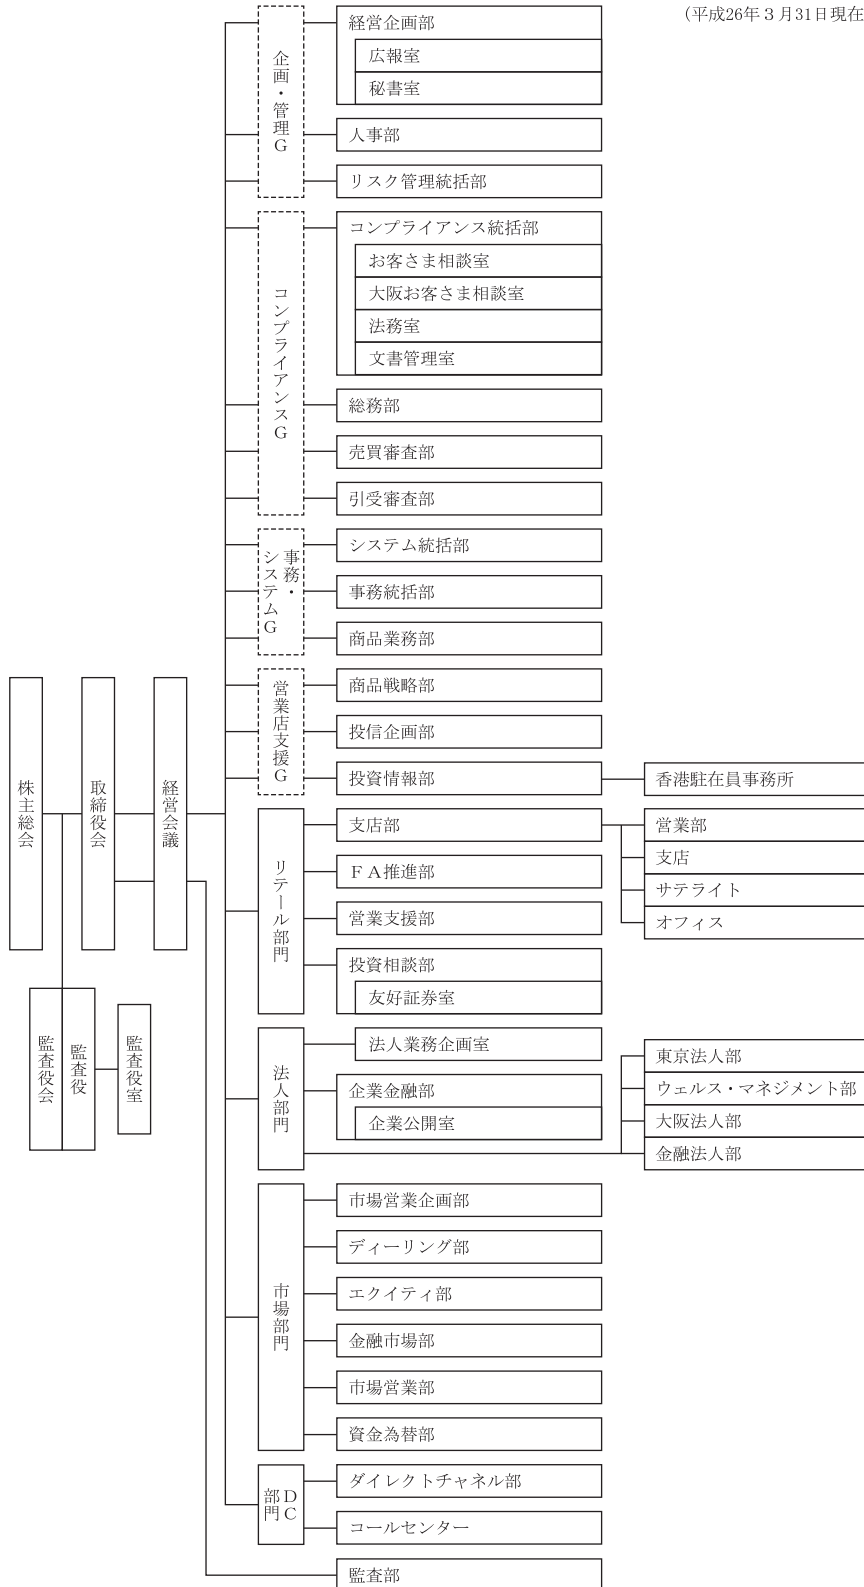 (平成26年３月31日現在
企画・管理Ｇ
経営企画部
広報室
秘書室
人事部
リスク管理統括部
コンプライアンスＧ
コンプライアンス統括部
お客さま相談室
大阪お客さま相談室
法務室
文書管理室
総務部
売買審査部
引受審査部
事務・
システムＧ
システム統括部
事務統括部
商品業務部
営業店支援Ｇ
商品戦略部
投信企画部
投資情報部
香港駐在員事務所
株主総会
取締役会
経営会議
監査役会
監査役
監査役室
リテール部門
支店部
営業部
支店
サテライト
オフィス
ＦＡ推進部
営業支援部
投資相談部
友好証券室
法人部門
法人業務企画室
企業金融部
企業公開室
東京法人部
ウェルス・マネジメント部
大阪法人部
金融法人部
市場部門
市場営業企画部
ディーリング部
エクイティ部
金融市場部
市場営業部
資金為替部
ＤＣ
部門
ダイレクトチャネル部
コールセンター
監査部